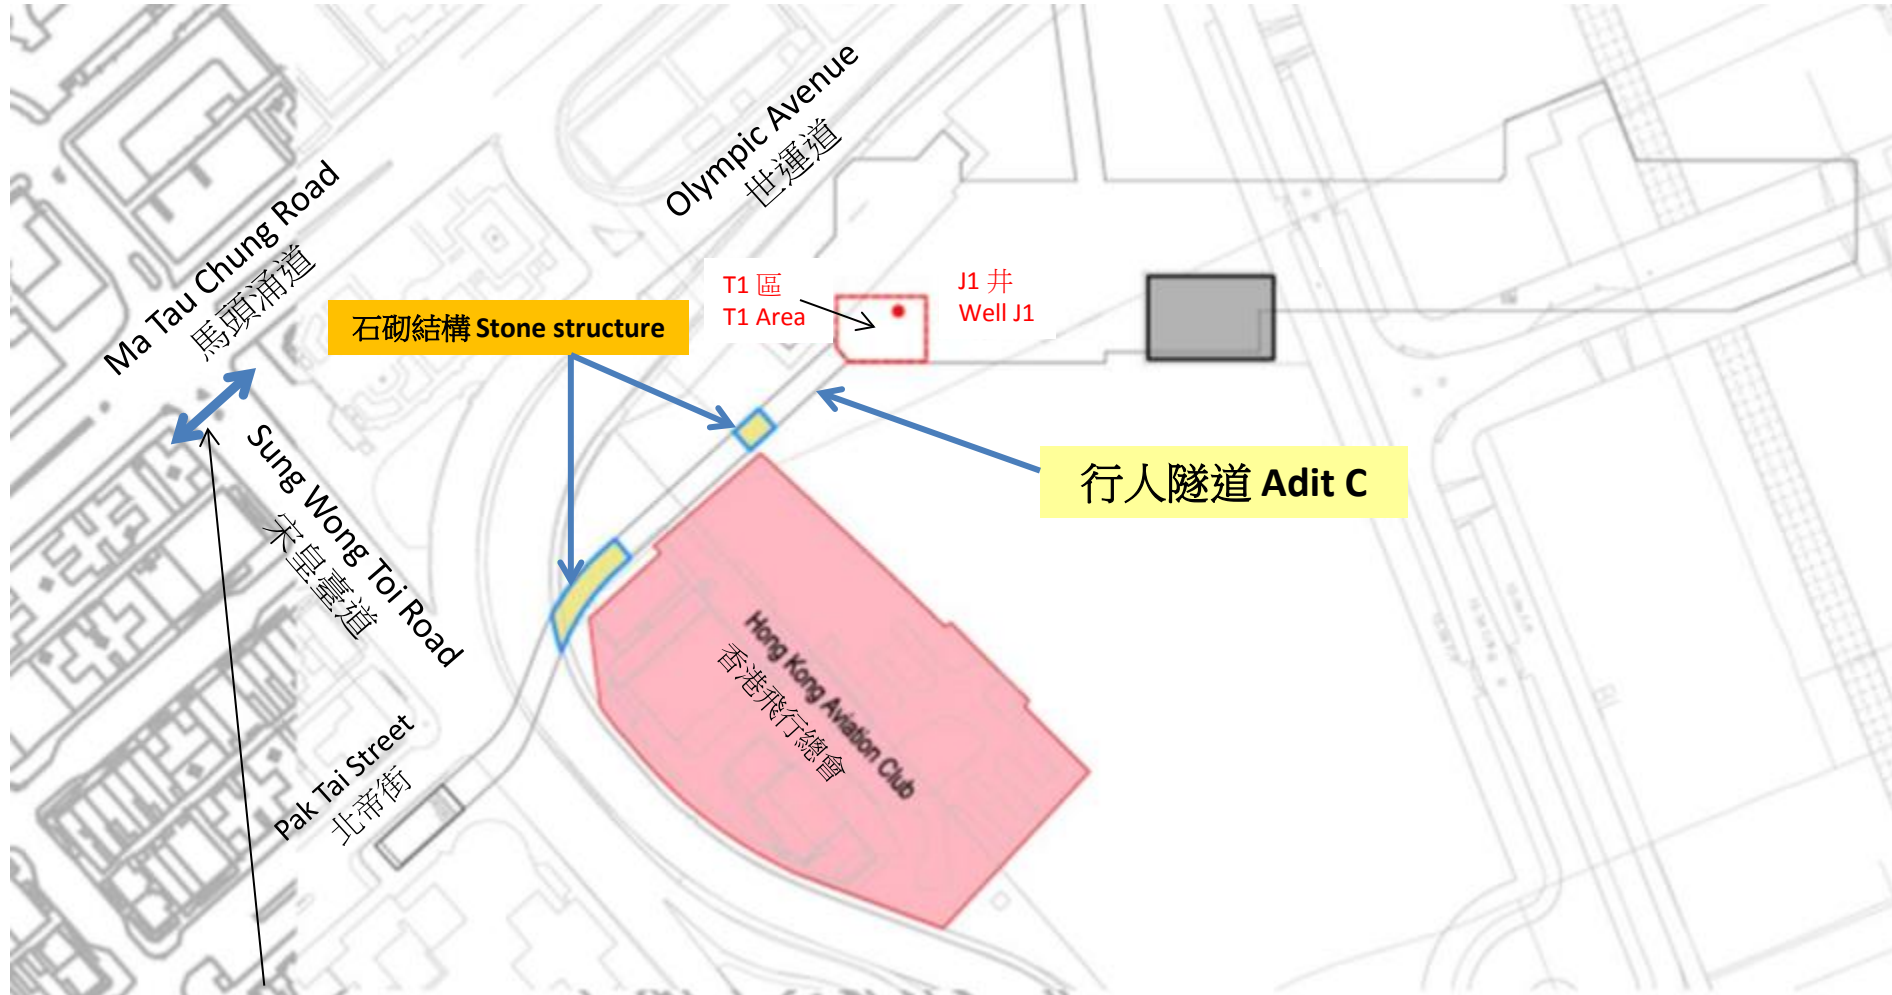 Olympic Avenue
世運道
Ma Tau Chung Road
馬頭涌道
T1 區
T1 Area
J1 井
Well J1
石砌結構 Stone structure
行人隧道 Adit C
Sung Wong Toi Road
宋皇臺道
Hong Kong Aviation Club
香港飛行總會
Pak Tai Street
北帝街